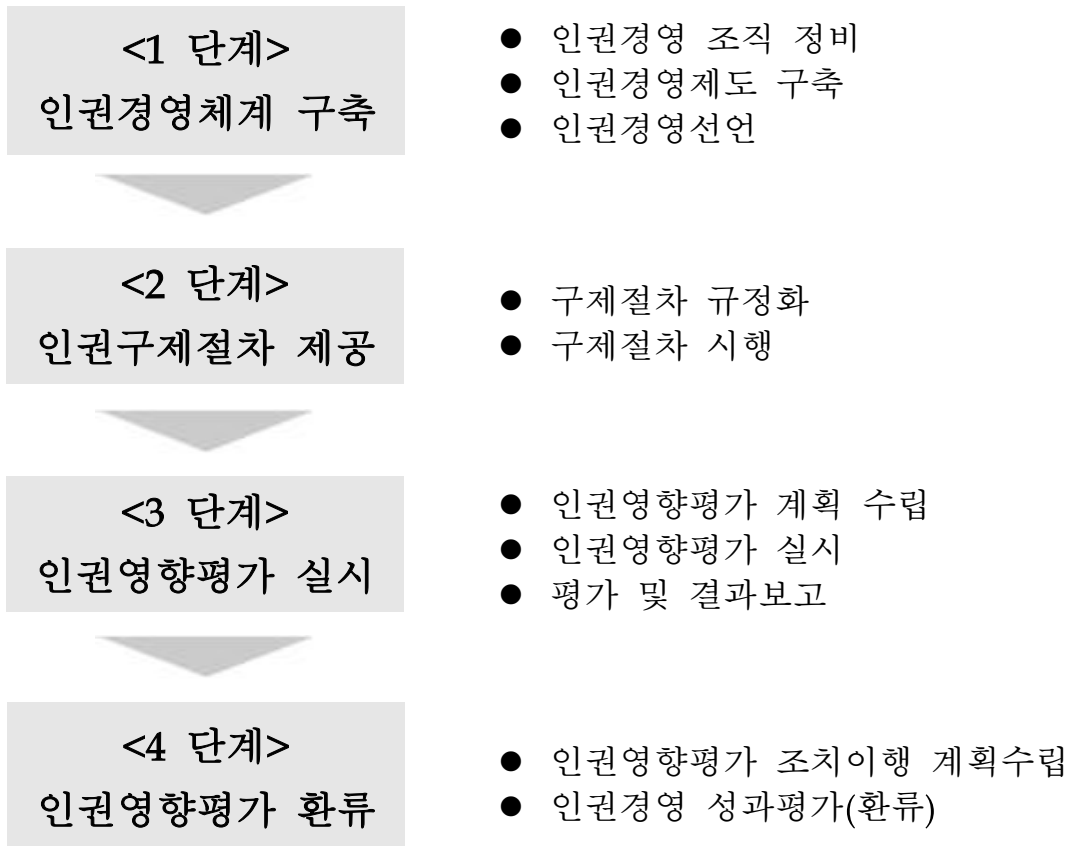 <1 단계>
인권경영체계 구축
● 인권경영 조직 정비
● 인권경영제도 구축
● 인권경영선언
<2 단계>
인권구제절차 제공
● 구제절차 규정화
● 구제절차 시행
<3 단계>
인권영향평가 실시
● 인권영향평가 계획 수립
● 인권영향평가 실시
● 평가 및 결과보고
<4 단계>
인권영향평가 환류
● 인권영향평가 조치이행 계획수립
● 인권경영 성과평가(환류)